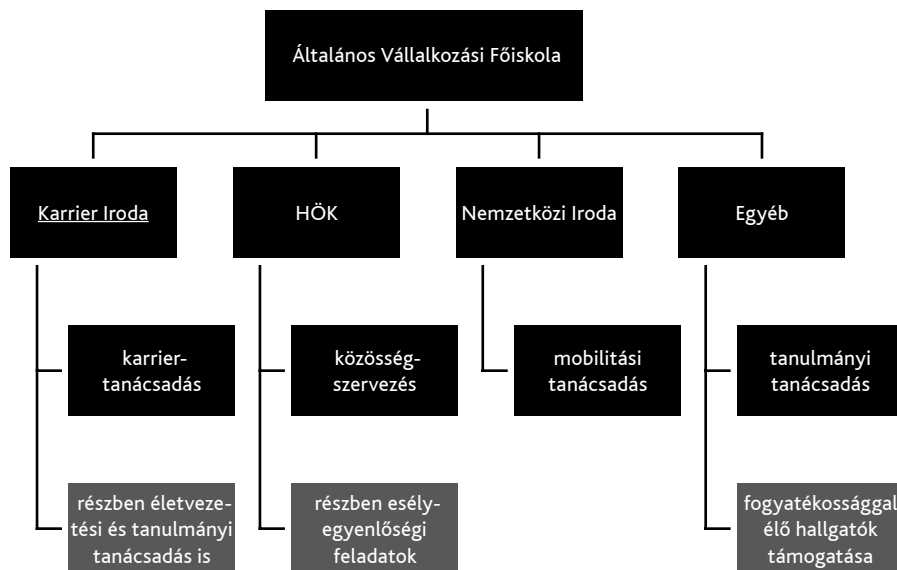 Általános Vállalkozási Főiskola
Karrier Iroda
HÖK
Nemzetközi Iroda
Egyéb
karrier-
tanácsadás
közösség-
szervezés
mobilitási
tanácsadás
tanulmányi
tanácsadás
részben életveze-
tési és tanulmányi
tanácsadás is
részben esély-
egyenlőségi
feladatok
fogyatékossággal
élő hallgatók
támogatása